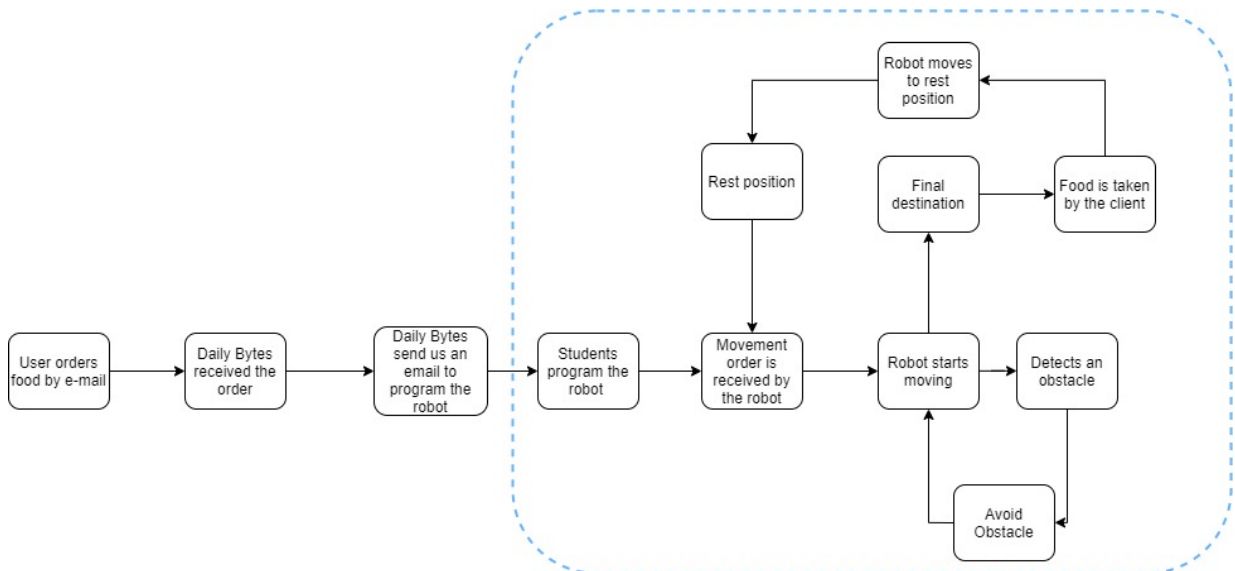 Robot moves
to rest
position
Rest position
Final
destination
Food is taken
by the client
User orders
food by e-mail
Daily Bytes
received the
order
Daily Bytes
send us an
email to
program the
robot
Students
program the
robot
Movement
order is
received by
the robot
Robot starts
moving
Detects an
obstacle
Avoid
Obstacle